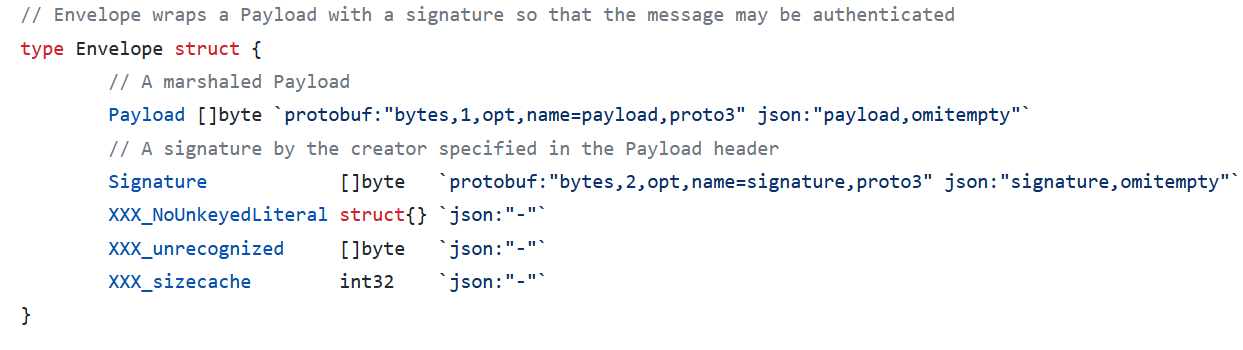 // Envelope wraps a Payload with a signature so that the message may be authenticated
type Envelope struct {
        // A marshaled Payload
        Payload []byte `protobuf:"bytes,1,opt,name=payload,proto3" json:"payload,omitempty"`
        // A signature by the creator specified in the Payload header
        Signature            []byte   `protobuf:"bytes,2,opt,name=signature,proto3" json:"signature,omitempty"`
        XXX_NoUnkeyedLiteral struct{} `json:"-"`
        XXX_unrecognized     []byte   `json:"-"`
        XXX_sizecache        int32    `json:"-"`
}